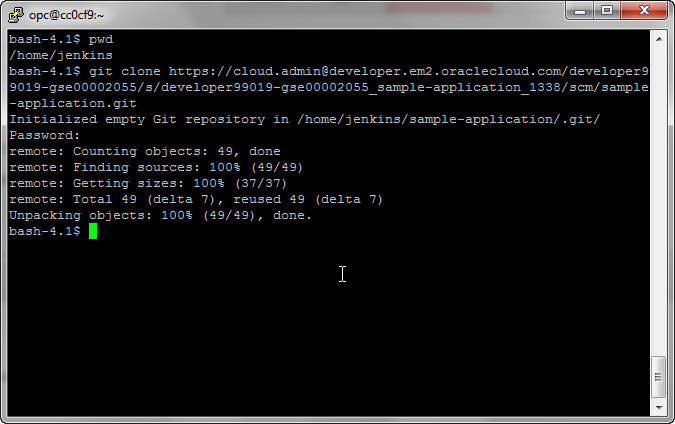 opc@cc0cf9:~
bash-4.1$ pwd
/home/jenkins
bash-4.1$ git clone https://cloud.admin@developer.em2.oraclecloud.com/developer9
9019-gse00002055/s/developer99019-gse00002055_sample-application_1338/scm/sample
-application.git
Initialized empty Git repository in /home/jenkins/sample-application/.git/
Password:
remote: Counting objects: 49, done
remote: Finding sources: 100% (49/49)
remote: Getting sizes: 100% (37/37)
remote: Total 49 (delta 7), reused 49 (delta 7)
Unpacking objects: 100% (49/49), done.
bash-4.1$